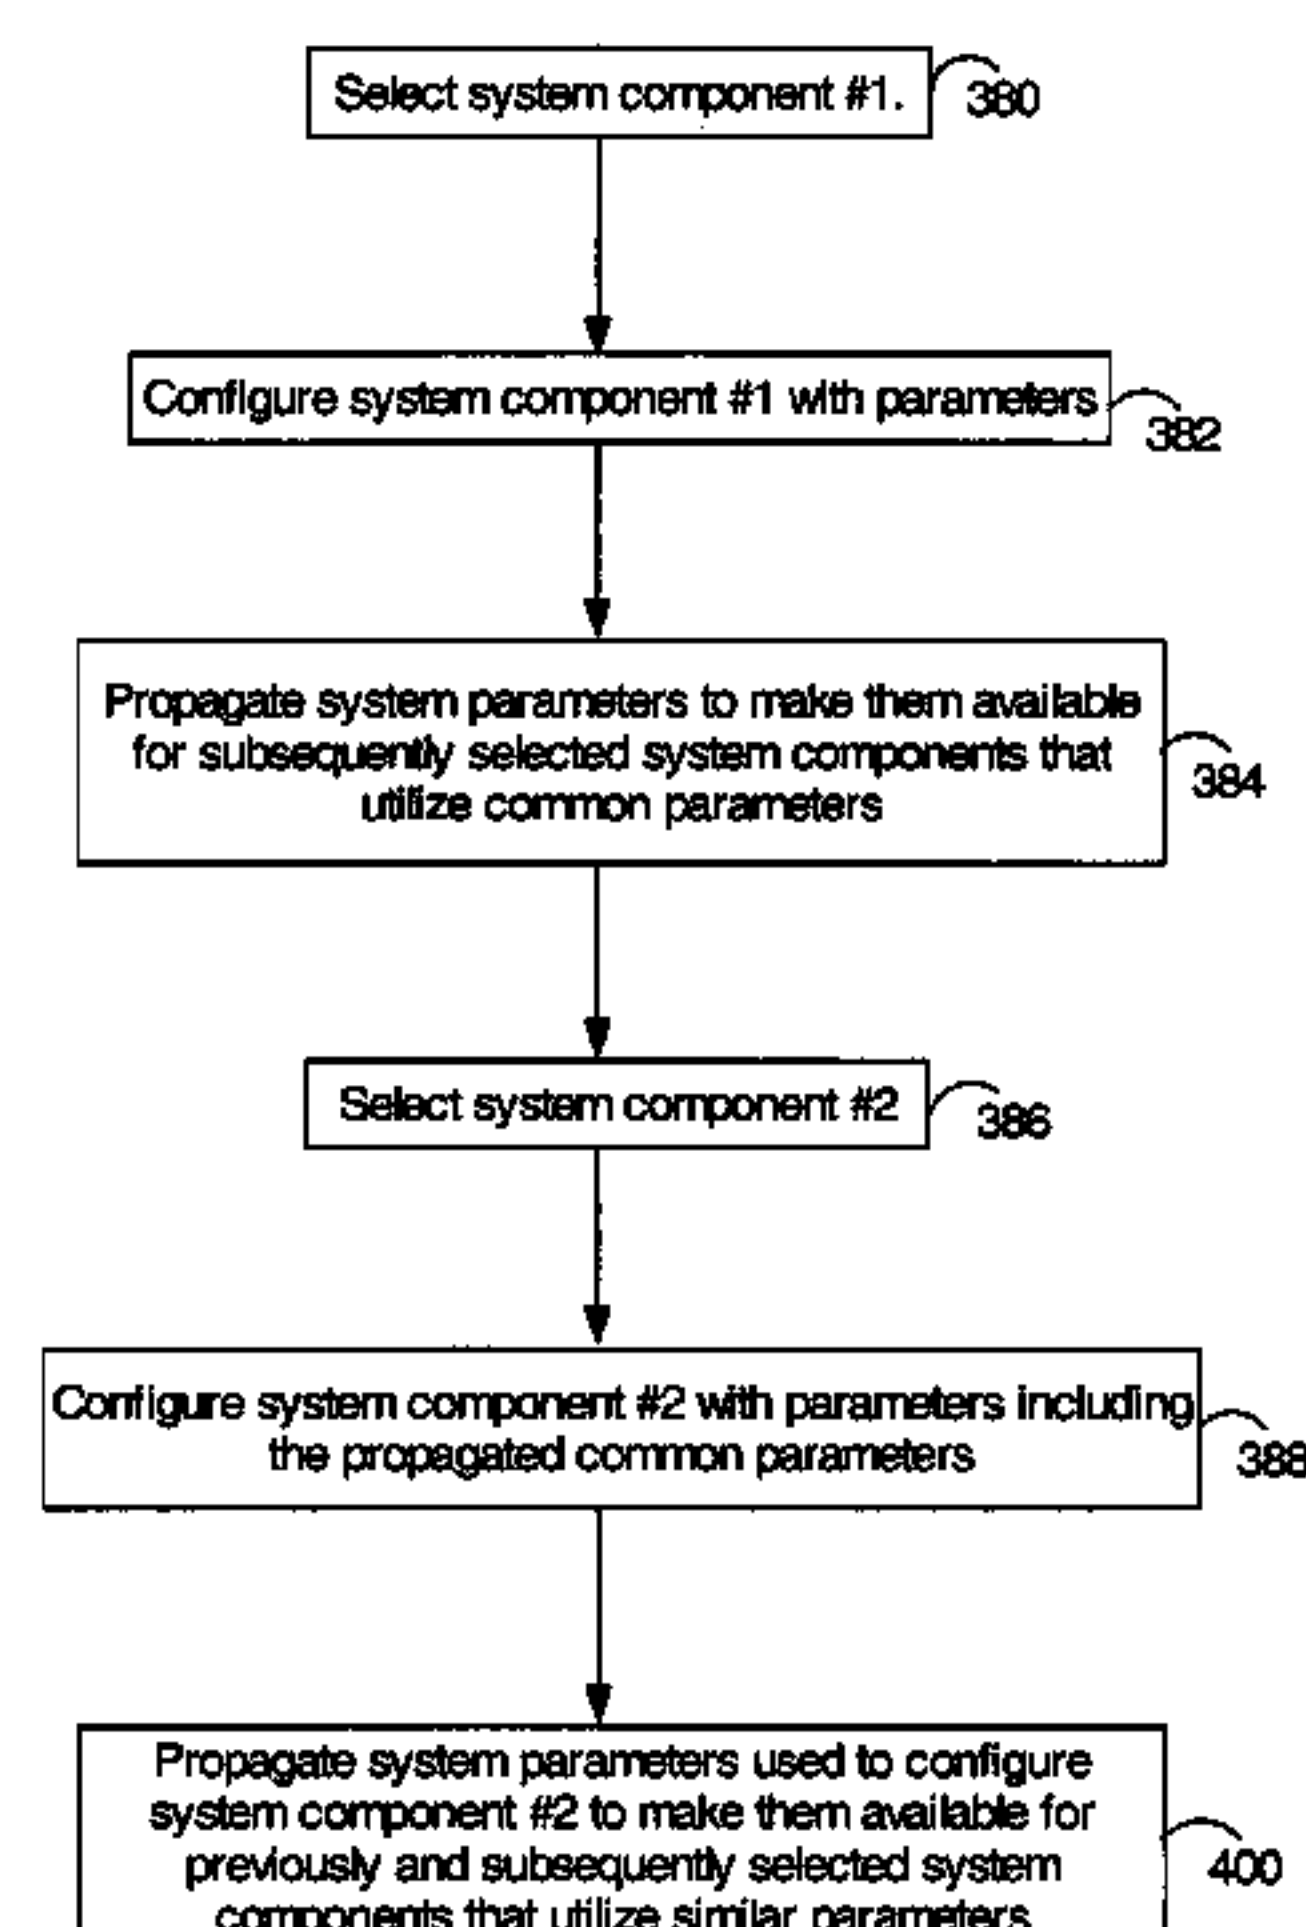 Select system component #1.
380
Configure system component #1 with parameters
382
Propagate system parameters to make them available
for subsequently selected system components that
utilize common parameters
384
Select system component #2
386
Configure system component #2 with parameters including
the propagated common parameters
388
Propagate system parameters used to configure
system component #2 to make them available for
previously and subsequently selected system
components that utilize similar parameters
400